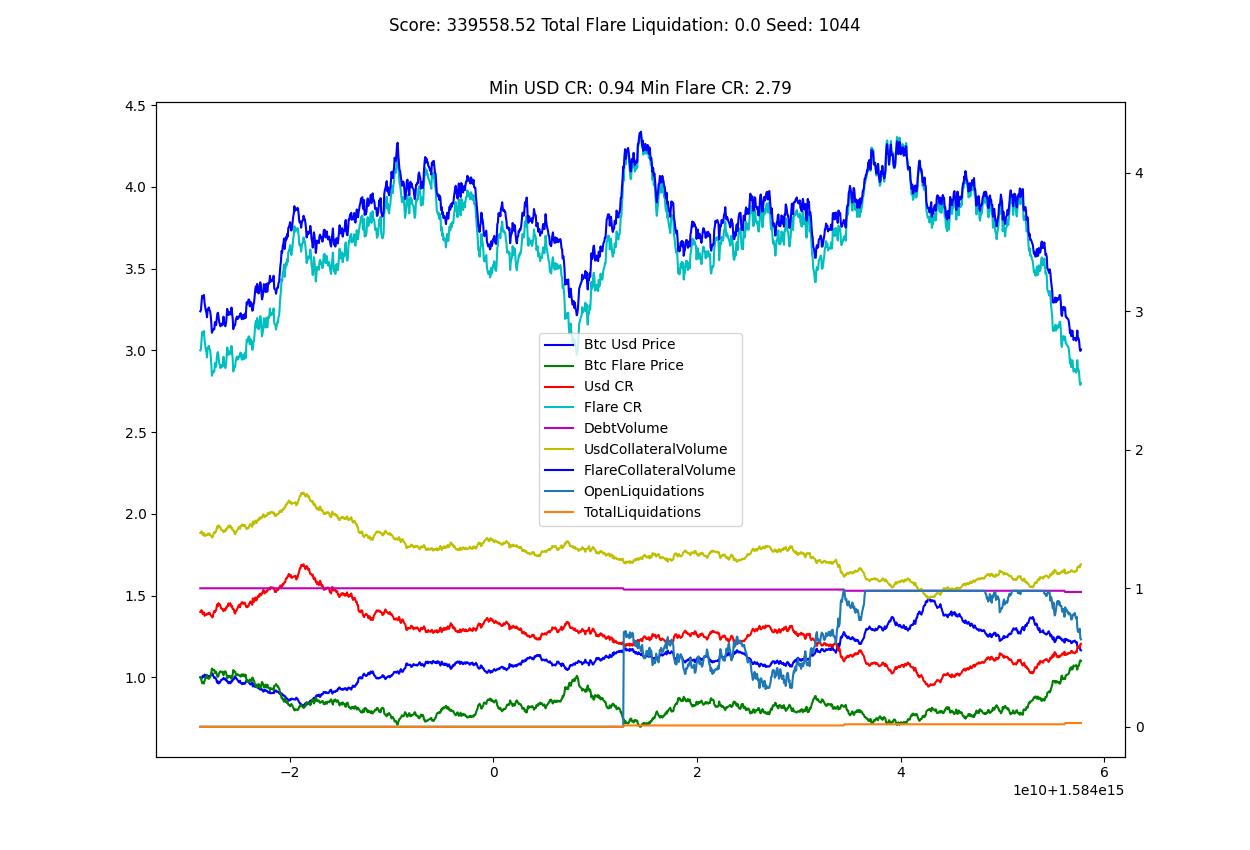 Score: 339558.52 Total Flare Liquidation: 0.0 Seed: 1044
Min USD CR: 0.94 Min Flare CR: 2.79
4.5
4.0
3.5
3.0
2.5
2.0
1.5
1.0
4
3
2
1
0
Btc Usd Price
Btc Flare Price
Usd CR
Flare CR
DebtVolume
UsdCollateralVolume
FlareCollateralVolume
OpenLiquidations
TotalLiquidations
−2 0 2 4 6
1e10+1.584e15